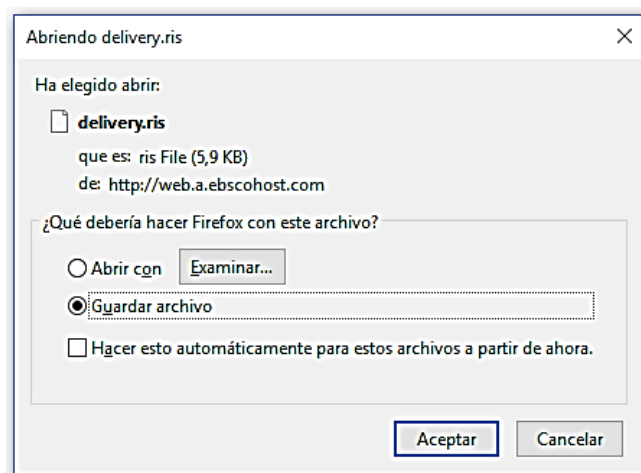 Abriendo delivery.ris
Ha elegido abrir:
delivery.ris
que es: ris File (5,9 KB)
de: http://web.a.ebscohost.com
¿Qué debería hacer Firefox con este archivo?
Abrir con Examinar...
Guardar archivo
Hacer esto automáticamente para estos archivos a partir de ahora.
Aceptar Cancelar